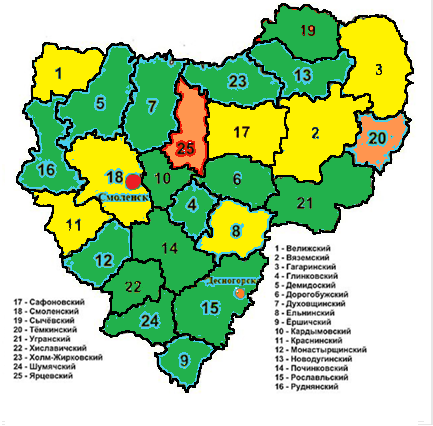 19
1
3
23
13
5
7
17
2
20
25
16
18
10
6
Смоленск
4
21
11
8
12
14
Десногорск
22
15
24
9
1 - Велижский
2 - Вяземский
3 - Гагаринский
4 - Глинковский
5 - Демидоский
6 - Дорогобужский
7 - Духовщинский
8 - Ельнинский
9 - Ёршичский
10 - Кардымовский
11 - Краснинский
12 - Монастырщинский
13 - Новодугинский
14 - Починковский
15 - Рославльский
16 - Руднянский
17 - Сафоновский
18 - Смоленский
19 - Сычёвский
20 - Тёмкинский
21 - Угранский
22 - Хиславичский
23 - Холм-Жирховский
24 - Шумячский
25 - Ярцевский